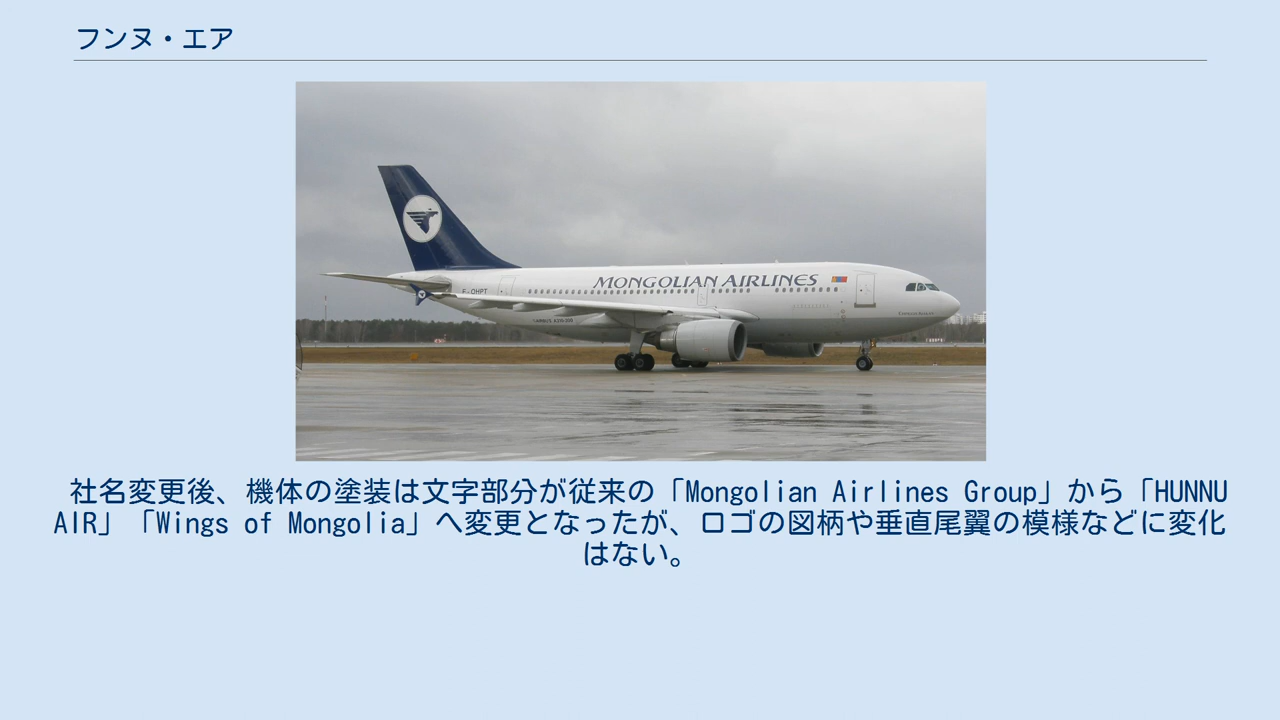 フンヌ・エア
MONGOLIAN AIRLINES
F-OHPT
社名変更後、機体の塗装は文字部分が従来の「Mongolian Airlines Group」から「HUNNU
AIR」「Wings of Mongolia」へ変更となったが、ロゴの図柄や垂直尾翼の模様などに変化
はない。